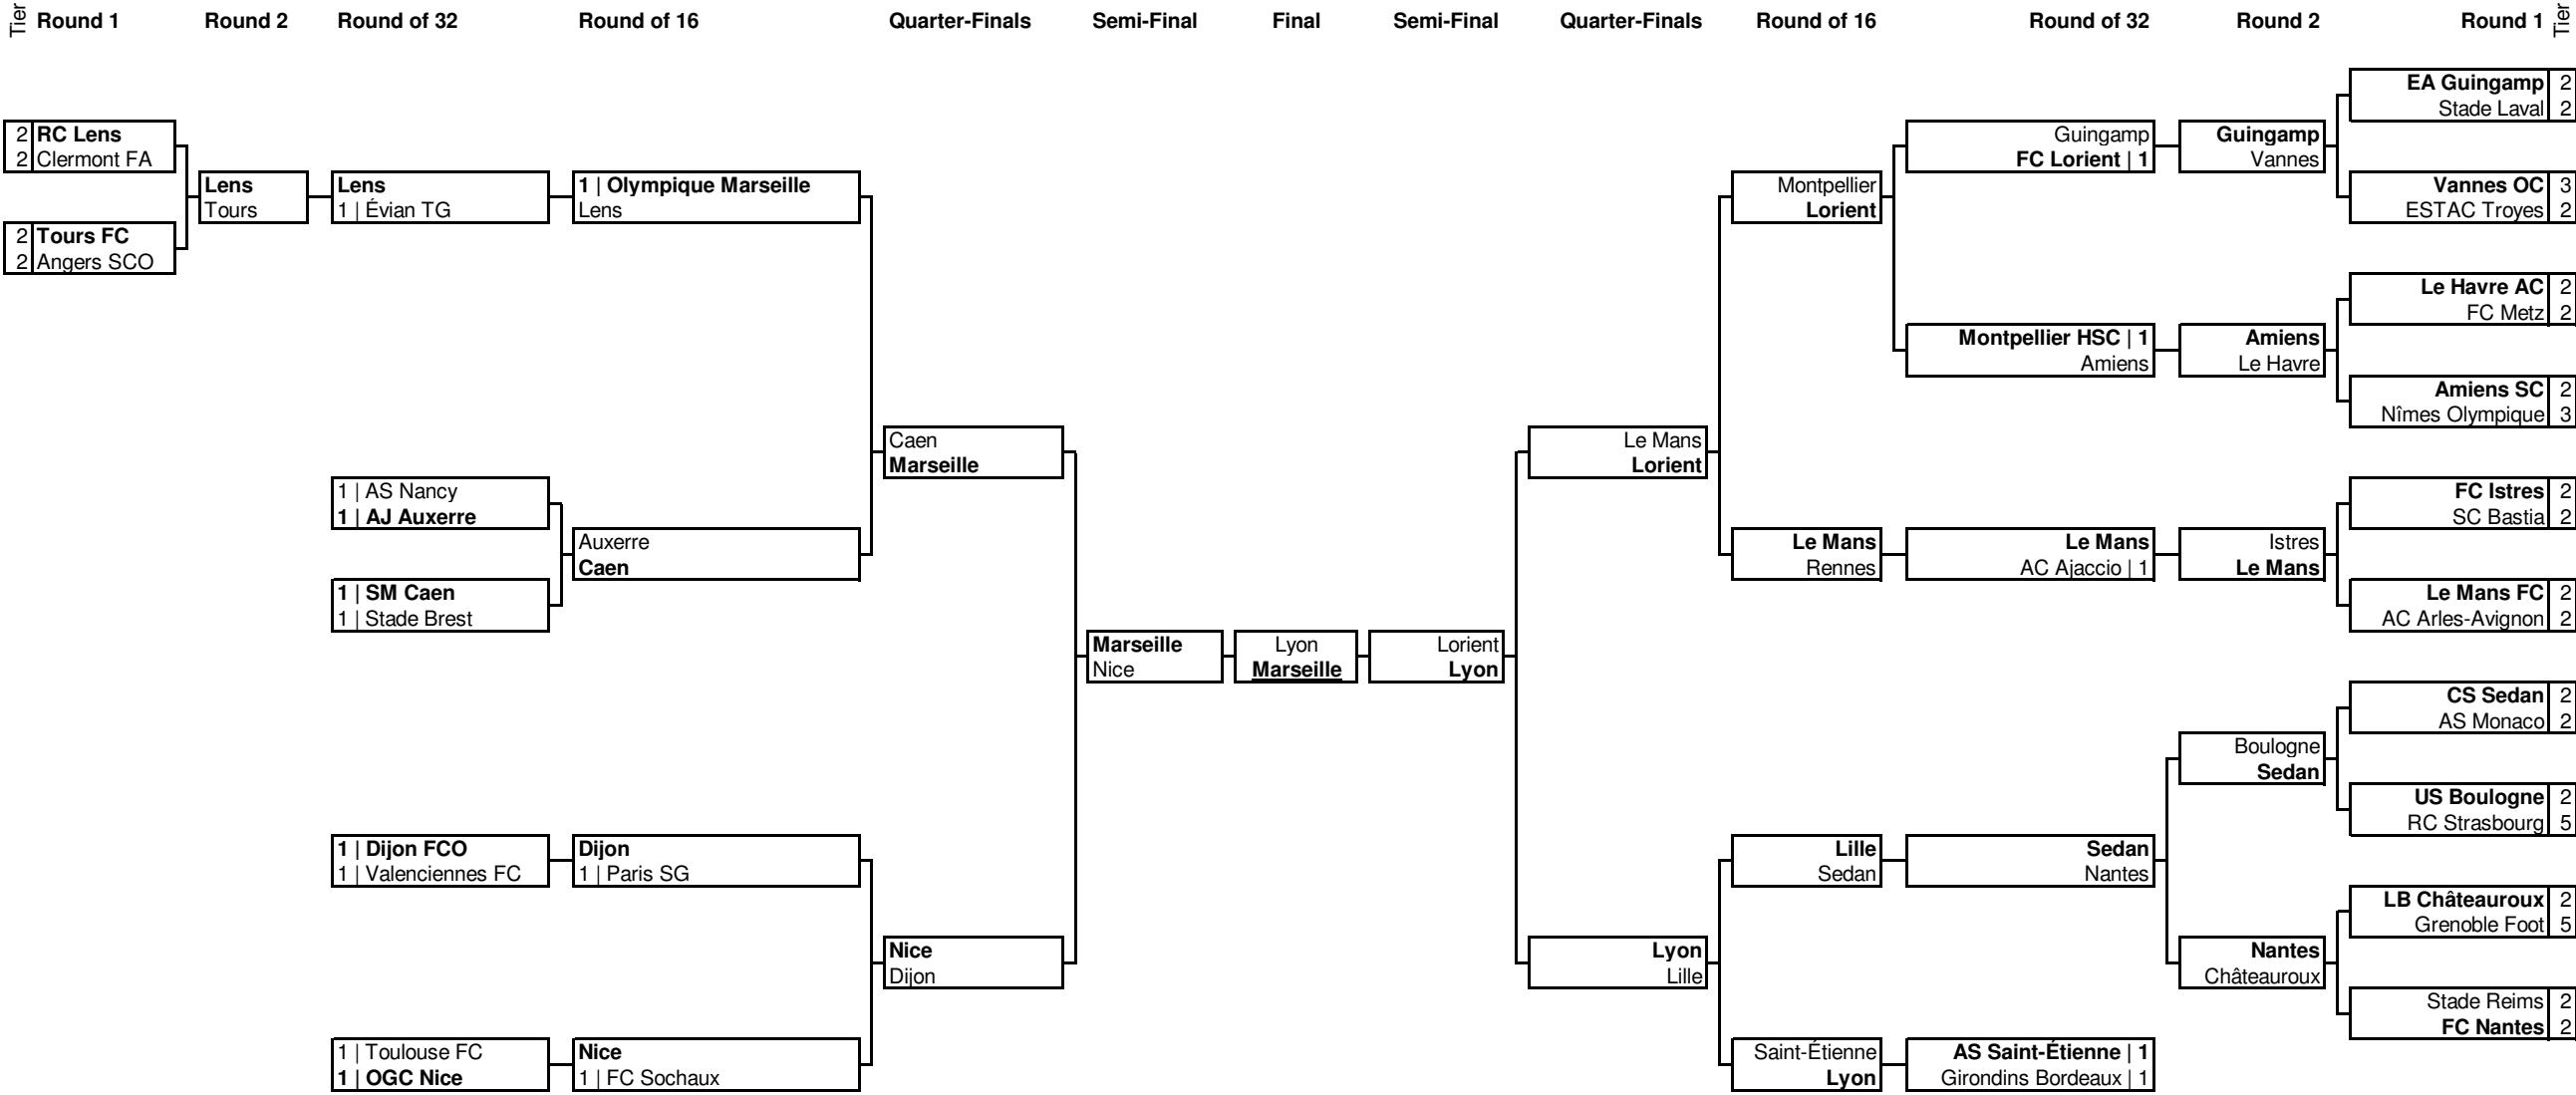 Tier Round 1 Round 2 Round of 32 Round of 16 Quarter-Finals Semi-Final Final Semi-Final Quarter-Finals Round of 16 Round of 32 Round 2 Round 1 Tier
2 RC Lens
2 Clermont FA
2 Tours FC
2 Angers SCO
Lens
Tours
Lens
1 | Évian TG
1 | AS Nancy
1 | AJ Auxerre
1 | SM Caen
1 | Stade Brest
1 | Dijon FCO
1 | Valenciennes FC
1 | Toulouse FC
1 | OGC Nice
1 | Olympique Marseille
Lens
Auxerre
Caen
Dijon
1 | Paris SG
Nice
1 | FC Sochaux
Caen
Marseille
Nice
Dijon
Marseille
Nice
Lyon
Marseille
Lorient
Lyon
Le Mans
Lorient
Lyon
Lille
Montpellier
Lorient
Le Mans
Rennes
Lille
Sedan
Saint-Étienne
Lyon
Guingamp
FC Lorient | 1
Montpellier HSC | 1
Amiens
Le Mans
AC Ajaccio | 1
Sedan
Nantes
AS Saint-Étienne | 1
Girondins Bordeaux | 1
Guingamp
Vannes
Amiens
Le Havre
Istres
Le Mans
Boulogne
Sedan
Nantes
Châteauroux
EA Guingamp 2
Stade Laval 2
Vannes OC 3
ESTAC Troyes 2
Le Havre AC 2
FC Metz 2
Amiens SC 2
Nîmes Olympique 3
FC Istres 2
SC Bastia 2
Le Mans FC 2
AC Arles-Avignon 2
CS Sedan 2
AS Monaco 2
US Boulogne 2
RC Strasbourg 5
LB Châteauroux 2
Grenoble Foot 5
Stade Reims 2
FC Nantes 2